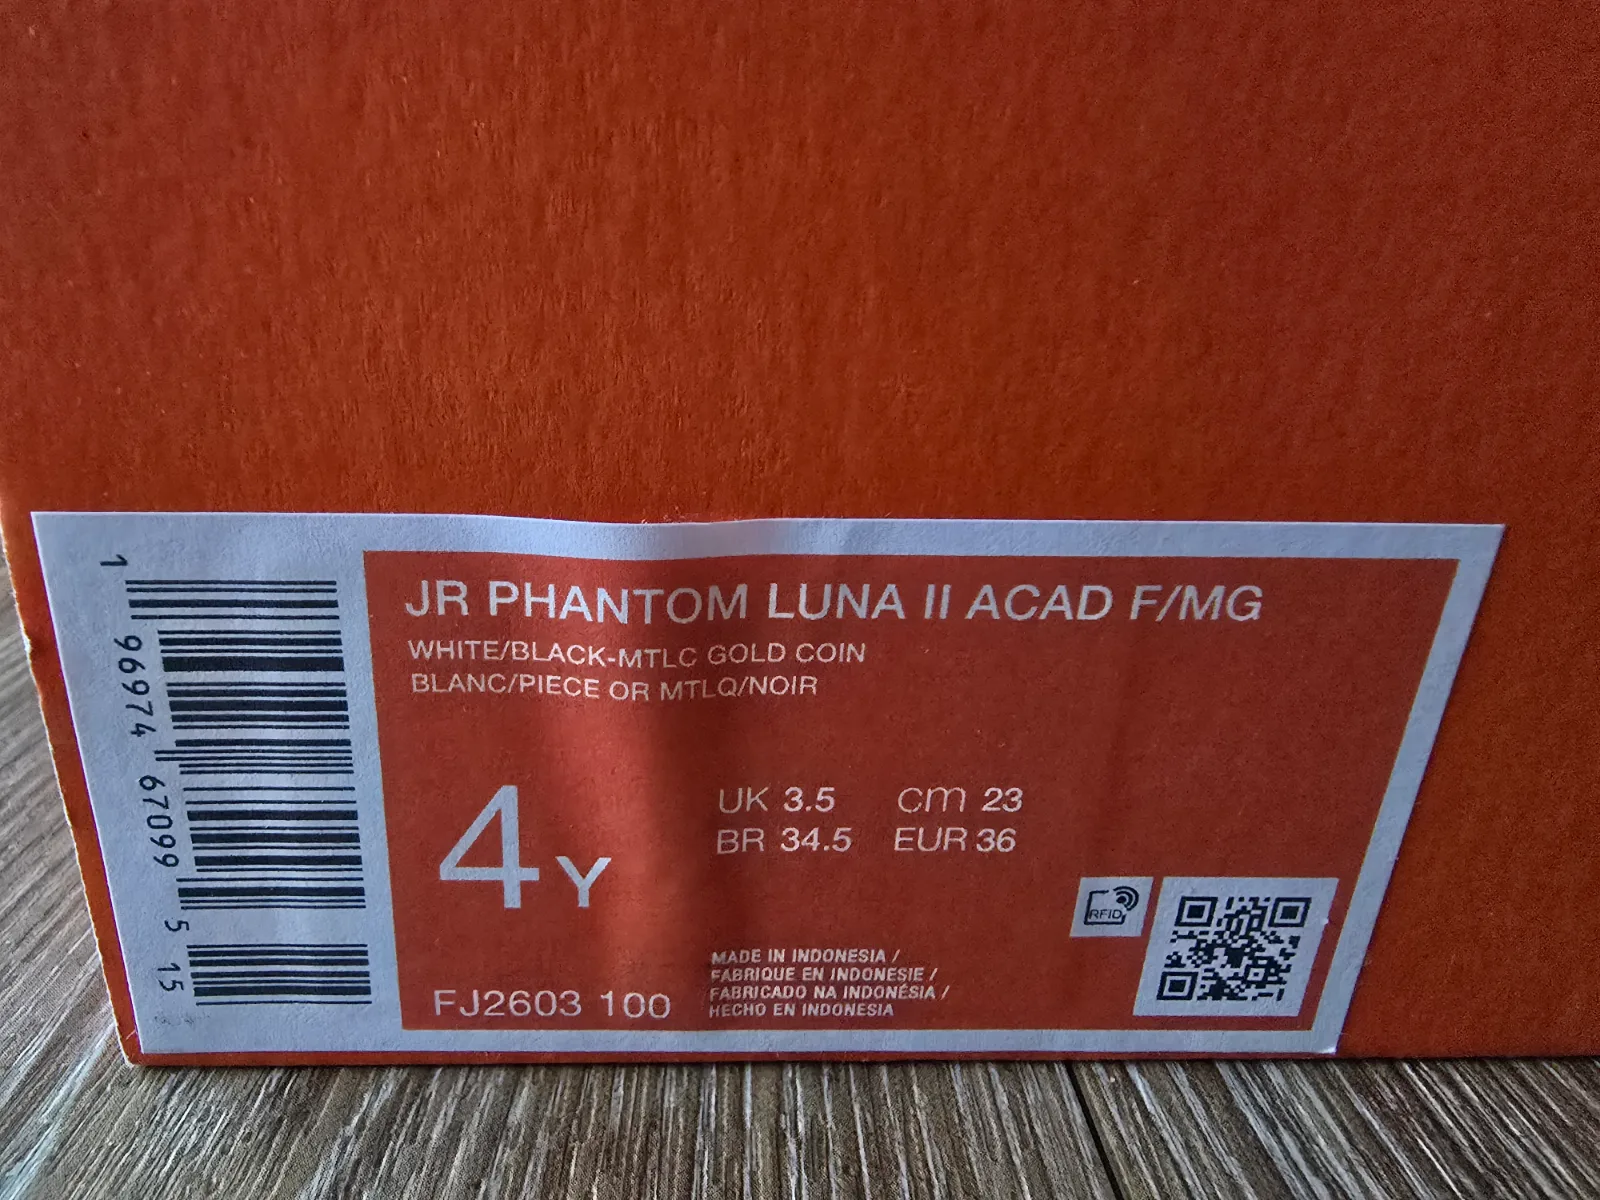 JR PHANTOM LUNA II ACAD F/MG
WHITE/BLACK-MTLC GOLD COIN
BLANC/PIECE OR MTLQ/NOIR
4Y
UK 3.5 cm 23
BR 34.5 EUR 36
RFID
FJ2603 100
MADE IN INDONESIA /
FABRIQUE EN INDONESIE /
FABRICADO NA INDONÉSIA /
HECHO EN INDONESIA
1 96974 67099 5 15